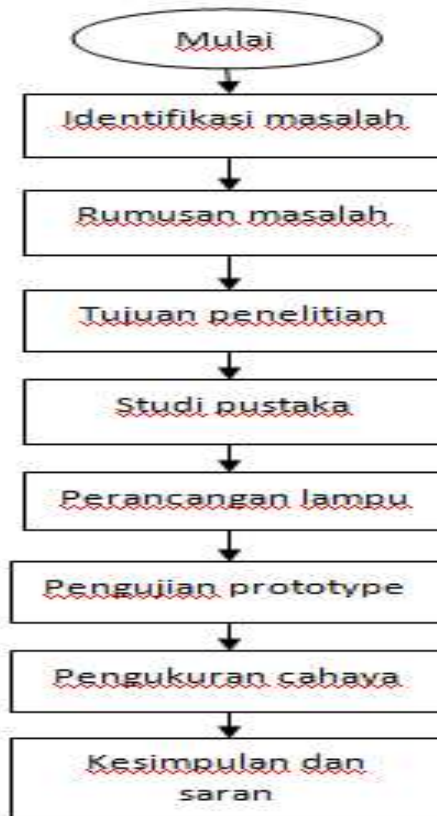 Mulai
Identifikasi masalah
Rumusan masalah
Tujuan penelitian
Studi pustaka
Perancangan lampu
Pengujian prototype
Pengukuran cahaya
Kesimpulan dan
saran